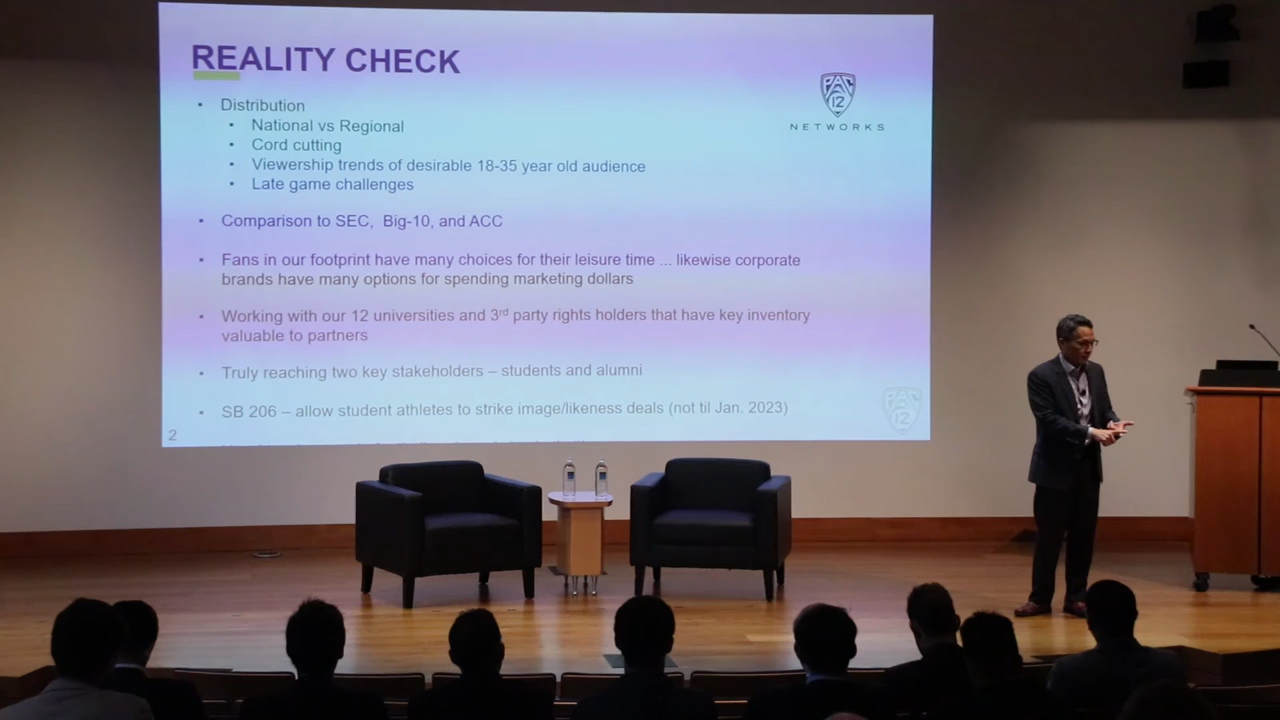 REALITY CHECK
PAC
12
NETWORKS
• Distribution
• National vs Regional
• Cord cutting
• Viewership trends of desirable 18-35 year old audience
• Late game challenges
• Comparison to SEC, Big-10, and ACC
• Fans in our footprint have many choices for their leisure time ... likewise corporate
brands have many options for spending marketing dollars
• Working with our 12 universities and 3rd party rights holders that have key inventory
valuable to partners
• Truly reaching two key stakeholders – students and alumni
• SB 206 – allow student athletes to strike image/likeness deals (not til Jan. 2023)
PAC
12
2